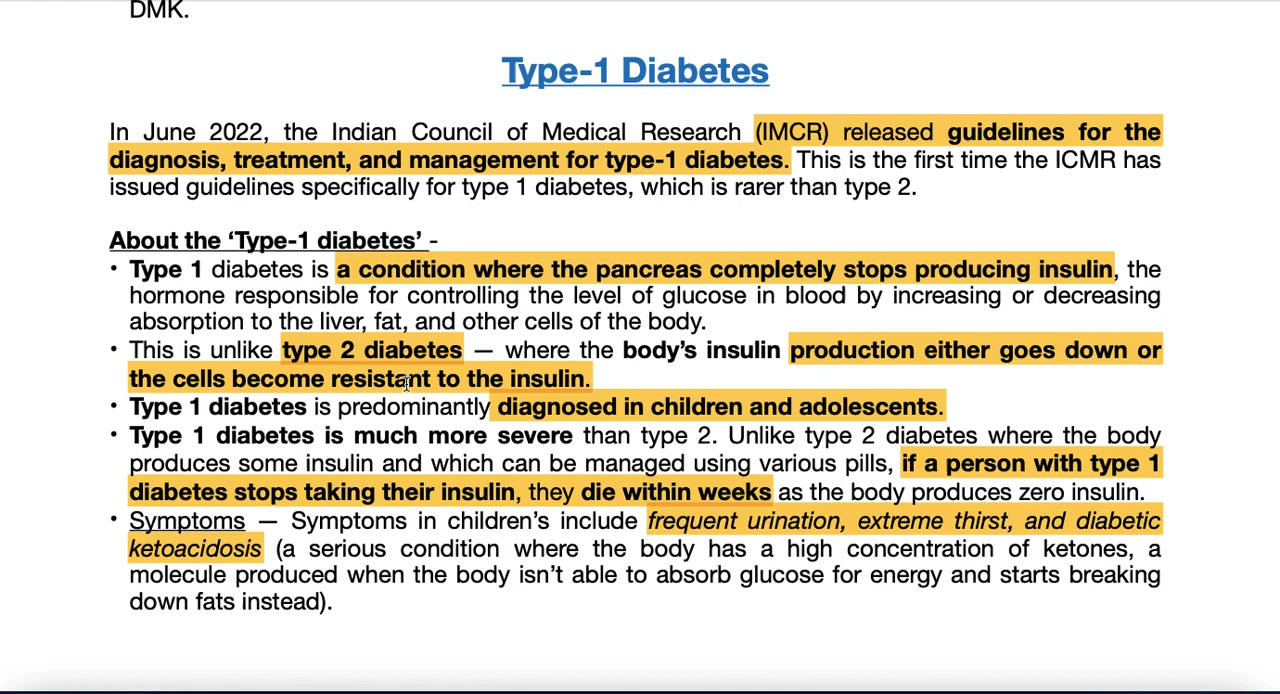 DMK.
Type-1 Diabetes
In June 2022, the Indian Council of Medical Research (IMCR) released guidelines for the
diagnosis, treatment, and management for type-1 diabetes. This is the first time the ICMR has
issued guidelines specifically for type 1 diabetes, which is rarer than type 2.
About the ‘Type-1 diabetes’ -
• Type 1 diabetes is a condition where the pancreas completely stops producing insulin, the
hormone responsible for controlling the level of glucose in blood by increasing or decreasing
absorption to the liver, fat, and other cells of the body.
• This is unlike type 2 diabetes — where the body’s insulin production either goes down or
the cells become resistant to the insulin.
• Type 1 diabetes is predominantly diagnosed in children and adolescents.
• Type 1 diabetes is much more severe than type 2. Unlike type 2 diabetes where the body
produces some insulin and which can be managed using various pills, if a person with type 1
diabetes stops taking their insulin, they die within weeks as the body produces zero insulin.
• Symptoms — Symptoms in children’s include frequent urination, extreme thirst, and diabetic
ketoacidosis (a serious condition where the body has a high concentration of ketones, a
molecule produced when the body isn’t able to absorb glucose for energy and starts breaking
down fats instead).